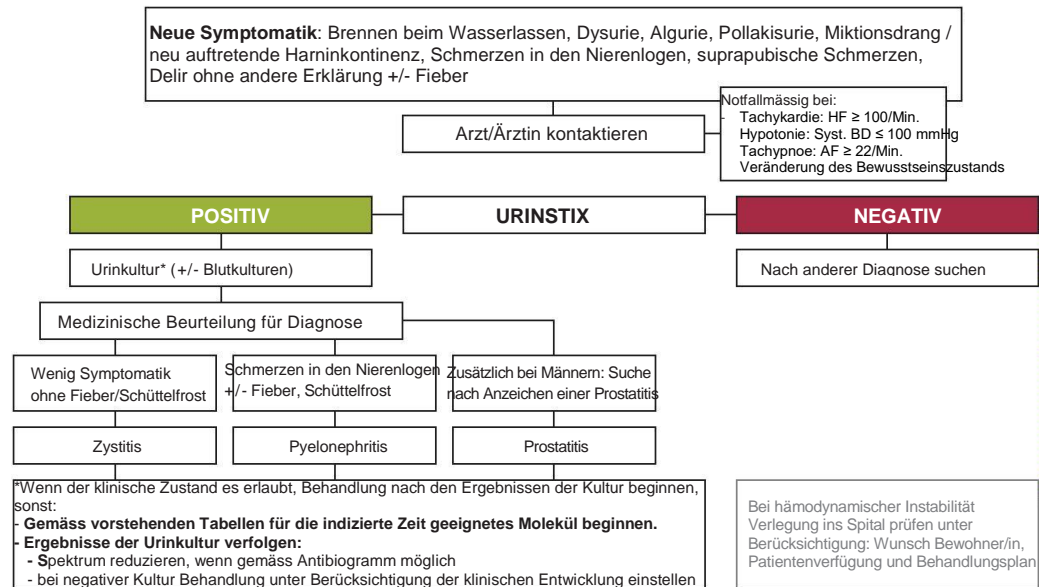 Neue Symptomatik: Brennen beim Wasserlassen, Dysurie, Algurie, Pollakisurie, Miktionsdrang /
neu auftretende Harninkontinenz, Schmerzen in den Nierenlogen, suprapubische Schmerzen,
Delir ohne andere Erklärung +/- Fieber
Arzt/Ärztin kontaktieren
Notfallmässig bei:
- Tachykardie: HF ≥ 100/Min.
Hypotonie: Syst. BD ≤ 100 mmHg
Tachypnoe: AF ≥ 22/Min.
Veränderung des Bewusstseinszustands
POSITIV
URINSTIX
NEGATIV
Urinkultur* (+/- Blutkulturen)
Nach anderer Diagnose suchen
Medizinische Beurteilung für Diagnose
Wenig Symptomatik
ohne Fieber/Schüttelfrost
Schmerzen in den Nierenlogen
+/- Fieber, Schüttelfrost
Zusätzlich bei Männern: Suche
nach Anzeichen einer Prostatitis
Zystitis
Pyelonephritis
Prostatitis
*Wenn der klinische Zustand es erlaubt, Behandlung nach den Ergebnissen der Kultur beginnen,
sonst:
- Gemäss vorstehenden Tabellen für die indizierte Zeit geeignetes Molekül beginnen.
- Ergebnisse der Urinkultur verfolgen:
- Spektrum reduzieren, wenn gemäss Antibiogramm möglich
- bei negativer Kultur Behandlung unter Berücksichtigung der klinischen Entwicklung einstellen
Bei hämodynamischer Instabilität
Verlegung ins Spital prüfen unter
Berücksichtigung: Wunsch Bewohner/in,
Patientenverfügung und Behandlungsplan